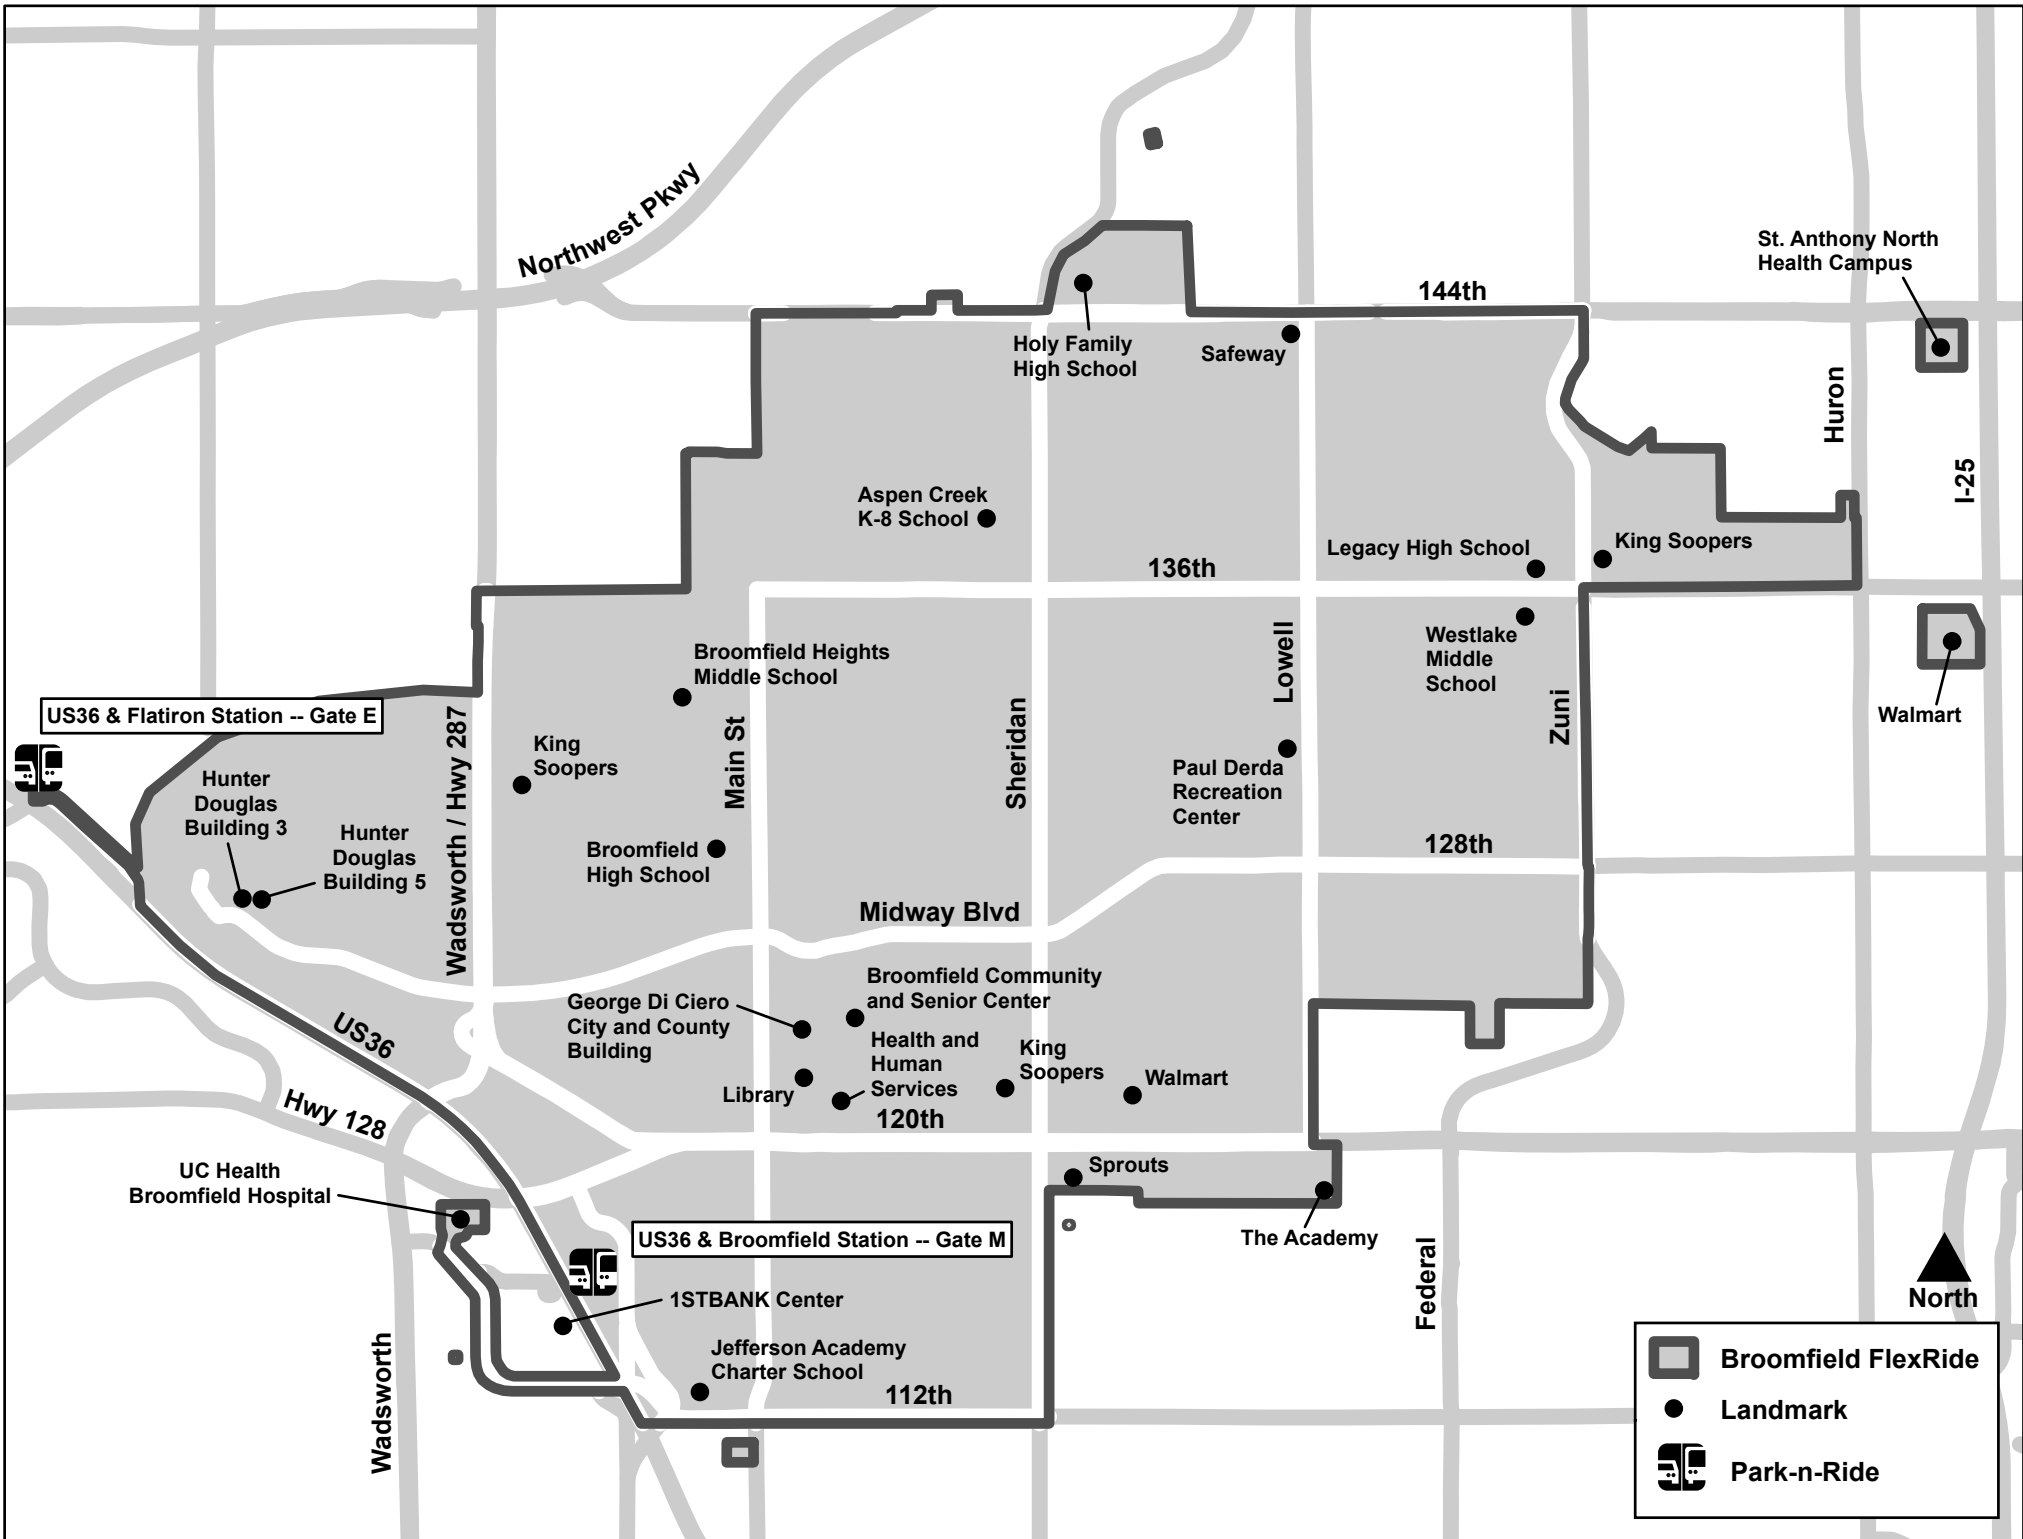 Northwest Pkwy
St. Anthony North
Health Campus
144th
Holy Family
High School
Safeway
Huron
I-25
Aspen Creek
K-8 School
Legacy High School
King Soopers
136th
Broomfield Heights
Middle School
Lowell
Westlake
Middle
School
Walmart
US36 & Flatiron Station -- Gate E
Wadsworth / Hwy 287
King
Soopers
Main St
Sheridan
Zuni
Paul Derda
Recreation
Center
Hunter
Douglas
Building 3
Hunter
Douglas
Building 5
Broomfield
High School
128th
Midway Blvd
Broomfield Community
and Senior Center
George Di Ciero
City and County
Building
US36
Health and
Human
Services
King
Soopers
Walmart
Library
120th
Hwy 128
UC Health
Broomfield Hospital
Sprouts
The Academy
US36 & Broomfield Station -- Gate M
Federal
1STBANK Center
North
Jefferson Academy
Charter School
112th
Wadsworth
Broomfield FlexRide
Landmark
Park-n-Ride